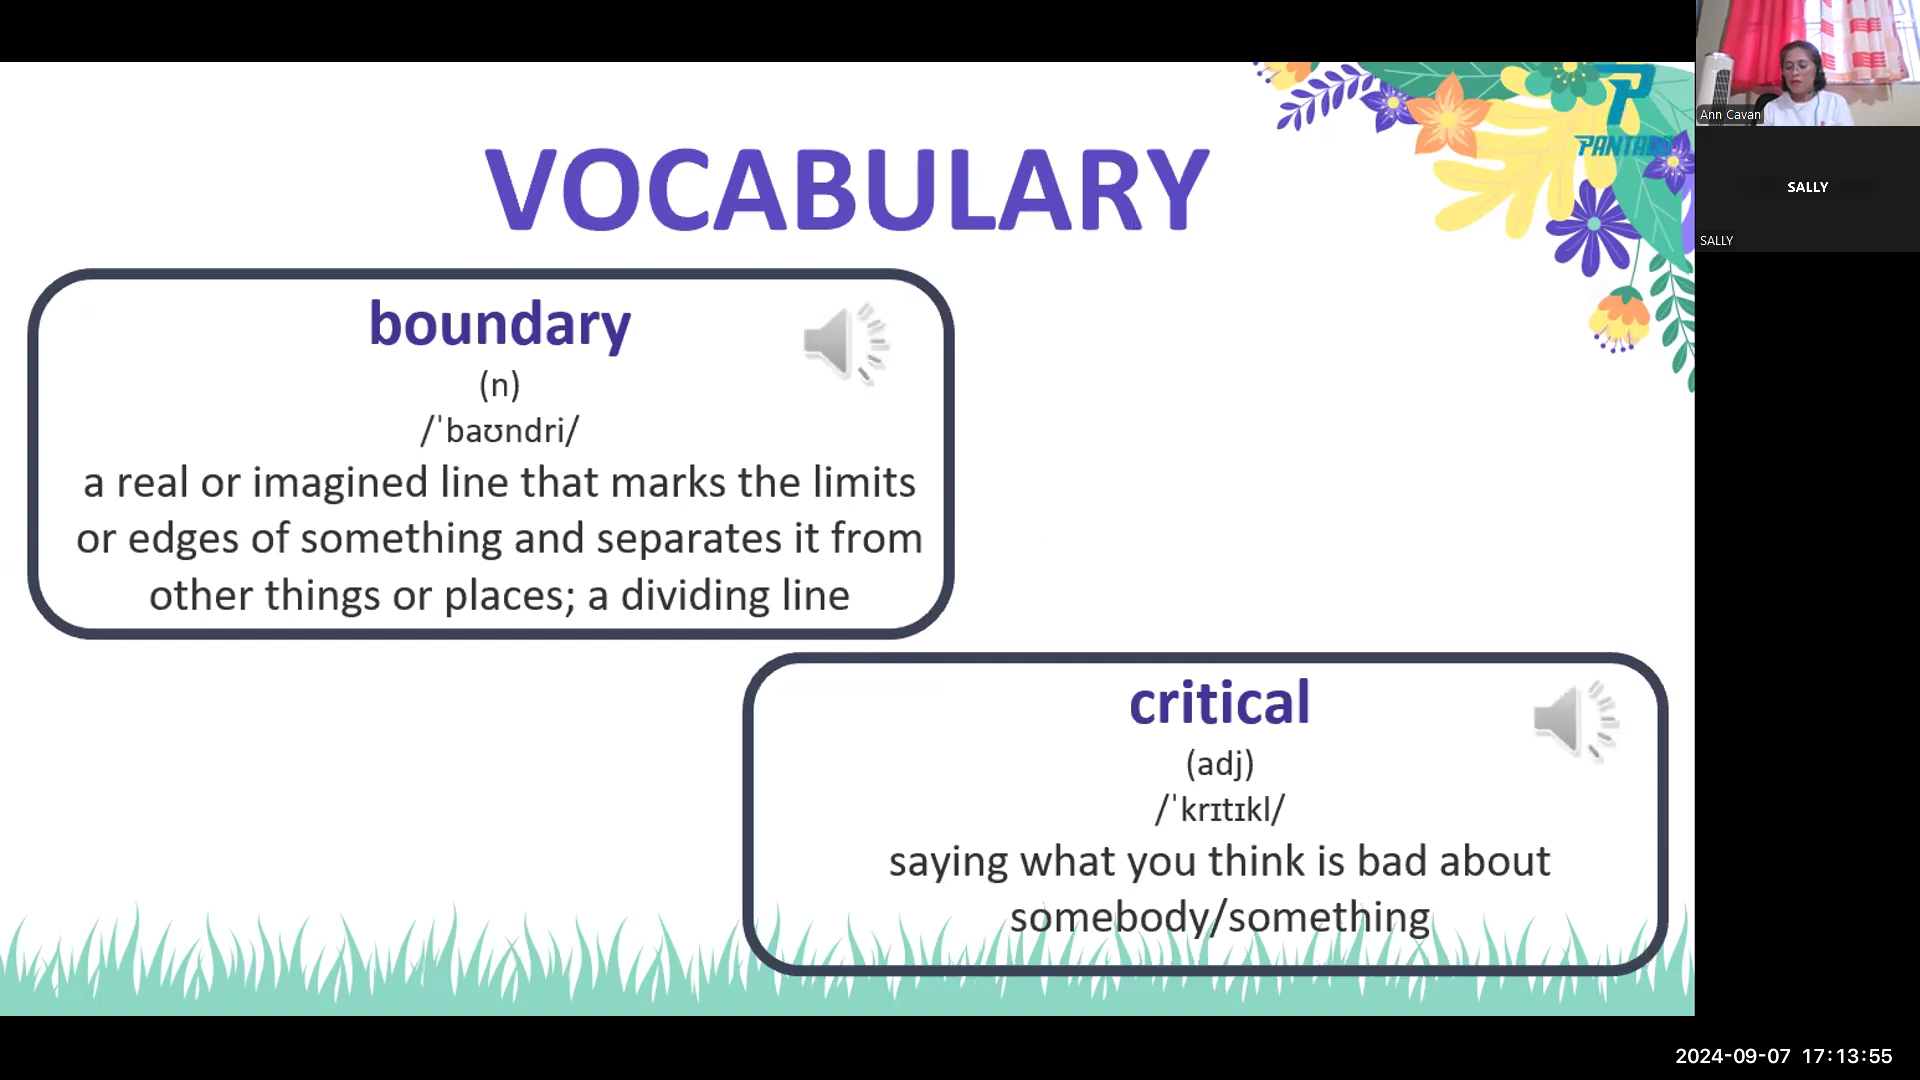 VOCABULARY
boundary
(n)
/ˈbaʊndri/
a real or imagined line that marks the limits
or edges of something and separates it from
other things or places; a dividing line
critical
(adj)
/ˈkrɪtɪkl/
saying what you think is bad about
somebody/something
Ann Cavan
SALLY
SALLY
2024-09-07 17:13:55